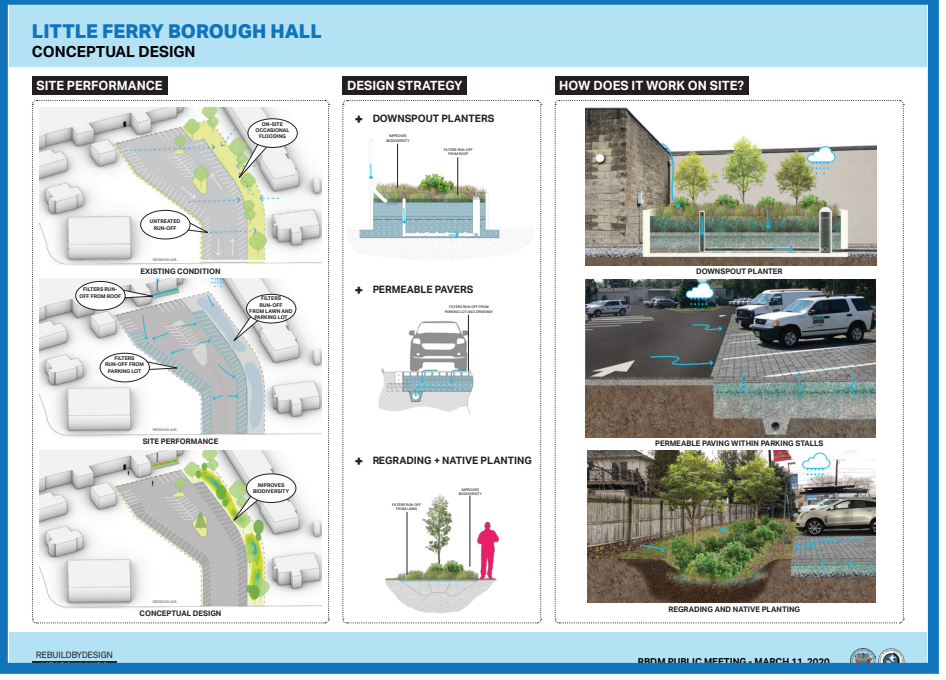 LITTLE FERRY BOROUGH HALL
CONCEPTUAL DESIGN
SITE PERFORMANCE
ON-SITE
OCCASIONAL
FLOODING
UNTREATED
RUN-OFF
EXISTING CONDITION
FILTERS RUN-
OFF FROM ROOF
FILTERS
RUN-OFF
FROM LAWN AND
PARKING LOT
FILTERS
RUN-OFF FROM
PARKING LOT
SITE PERFORMANCE
IMPROVES
BIODIVERSITY
CONCEPTUAL DESIGN
DESIGN STRATEGY
+ DOWNSPOUT PLANTERS
IMPROVES
BIODIVERSITY
FILTERS RUN-OFF
FROM ROOF
+ PERMEABLE PAVERS
FILTERS RUN-OFF FROM
PARKING LOT AND DRIVEWAY
+ REGRADING + NATIVE PLANTING
FILTERS RUN-OFF
FROM LAWN
IMPROVES
BIODIVERSITY
HOW DOES IT WORK ON SITE?
DOWNSPOUT PLANTER
PERMEABLE PAVING WITHIN PARKING STALLS
REGRADING AND NATIVE PLANTING
REBUILDBYDESIGN
RBDM PUBLIC MEETING - MARCH 11, 2020